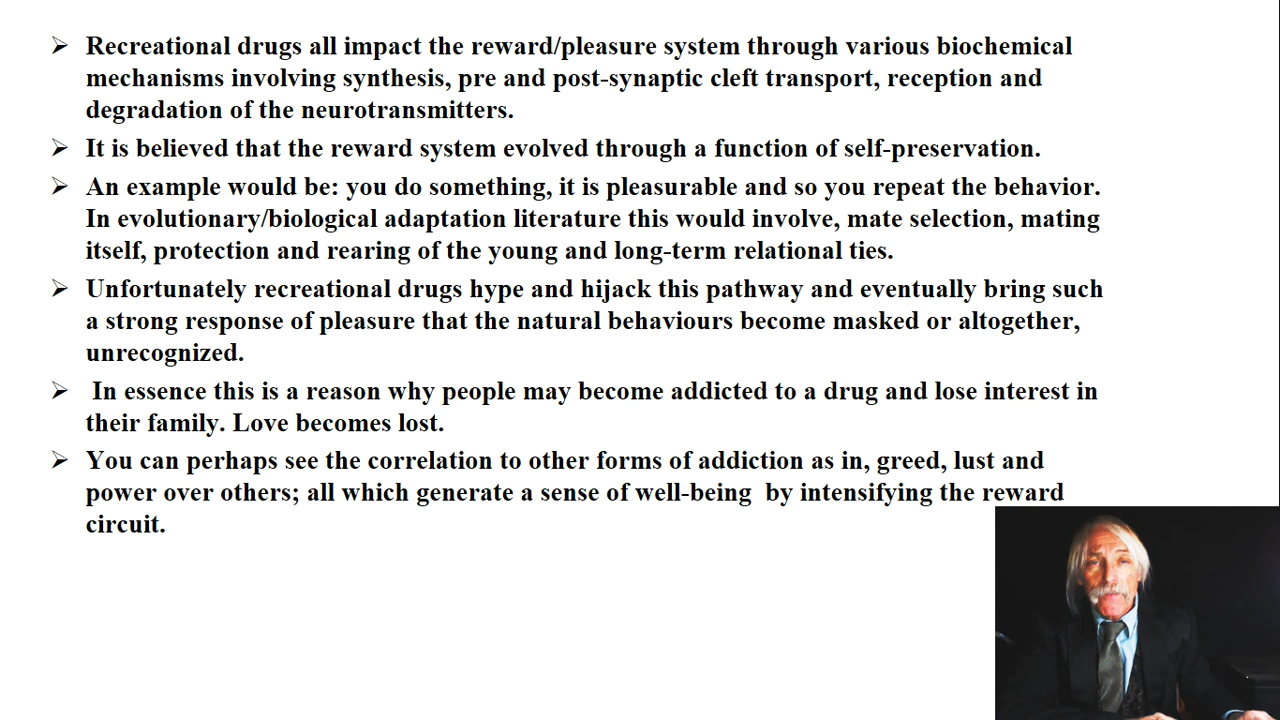 Recreational drugs all impact the reward/pleasure system through various biochemical
mechanisms involving synthesis, pre and post-synaptic cleft transport, reception and
degradation of the neurotransmitters.
It is believed that the reward system evolved through a function of self-preservation.
An example would be: you do something, it is pleasurable and so you repeat the behavior.
In evolutionary/biological adaptation literature this would involve, mate selection, mating
itself, protection and rearing of the young and long-term relational ties.
Unfortunately recreational drugs hype and hijack this pathway and eventually bring such
a strong response of pleasure that the natural behaviours become masked or altogether,
unrecognized.
In essence this is a reason why people may become addicted to a drug and lose interest in
their family. Love becomes lost.
You can perhaps see the correlation to other forms of addiction as in, greed, lust and
power over others; all which generate a sense of well-being  by intensifying the reward
circuit.